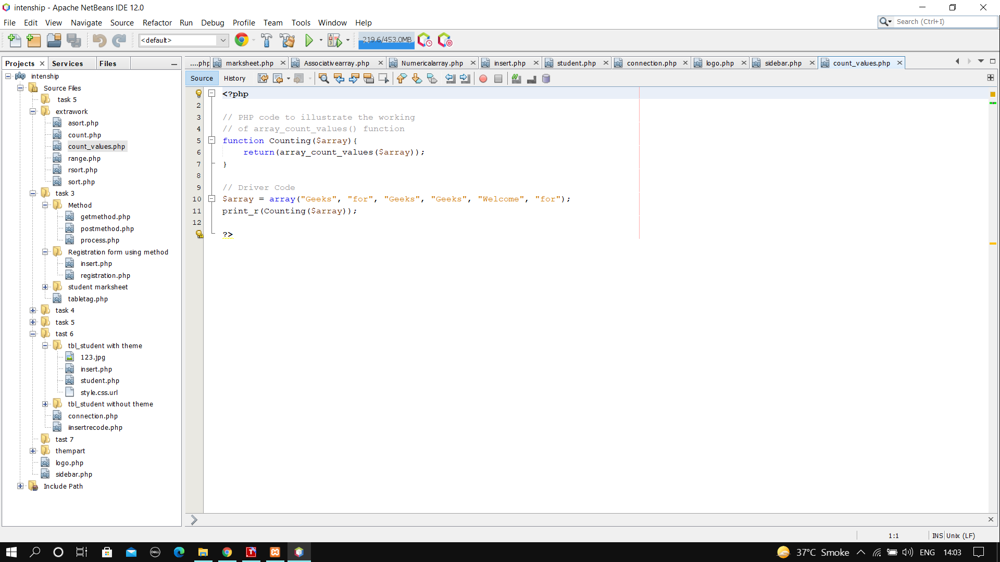 intenship - Apache NetBeans IDE 12.0
File Edit View Navigate Source Refactor Run Debug Profile Team Tools Window Help
Search (Ctrl+I)
<default>
219.6/453.0MB
Projects Services Files
....php marksheet.php Associativearray.php Numericalarray.php insert.php student.php connection.php logo.php sidebar.php count_values.php
Source History
intenship
Source Files
task 5
extrawork
asort.php
count.php
count_values.php
range.php
rsort.php
sort.php
task 3
Method
getmethod.php
postmethod.php
process.php
Registration form using method
insert.php
registration.php
student marksheet
tabletag.php
task 4
task 5
tast 6
tbl_student with theme
123.jpg
insert.php
student.php
style.css.url
tbl_student without theme
connection.php
iinsertrecode.php
tast 7
thempart
logo.php
sidebar.php
Include Path
<?php
2
3 // PHP code to illustrate the working
4 // of array_count_values() function
5 function Counting($array){
6 return(array_count_values($array));
7 }
8
9 // Driver Code
10 $array = array("Geeks", "for", "Geeks", "Geeks", "Welcome", "for");
11 print_r(Counting($array));
12
?>
1:1 INS Unix (LF)
DELL
37°C Smoke ENG 14:03